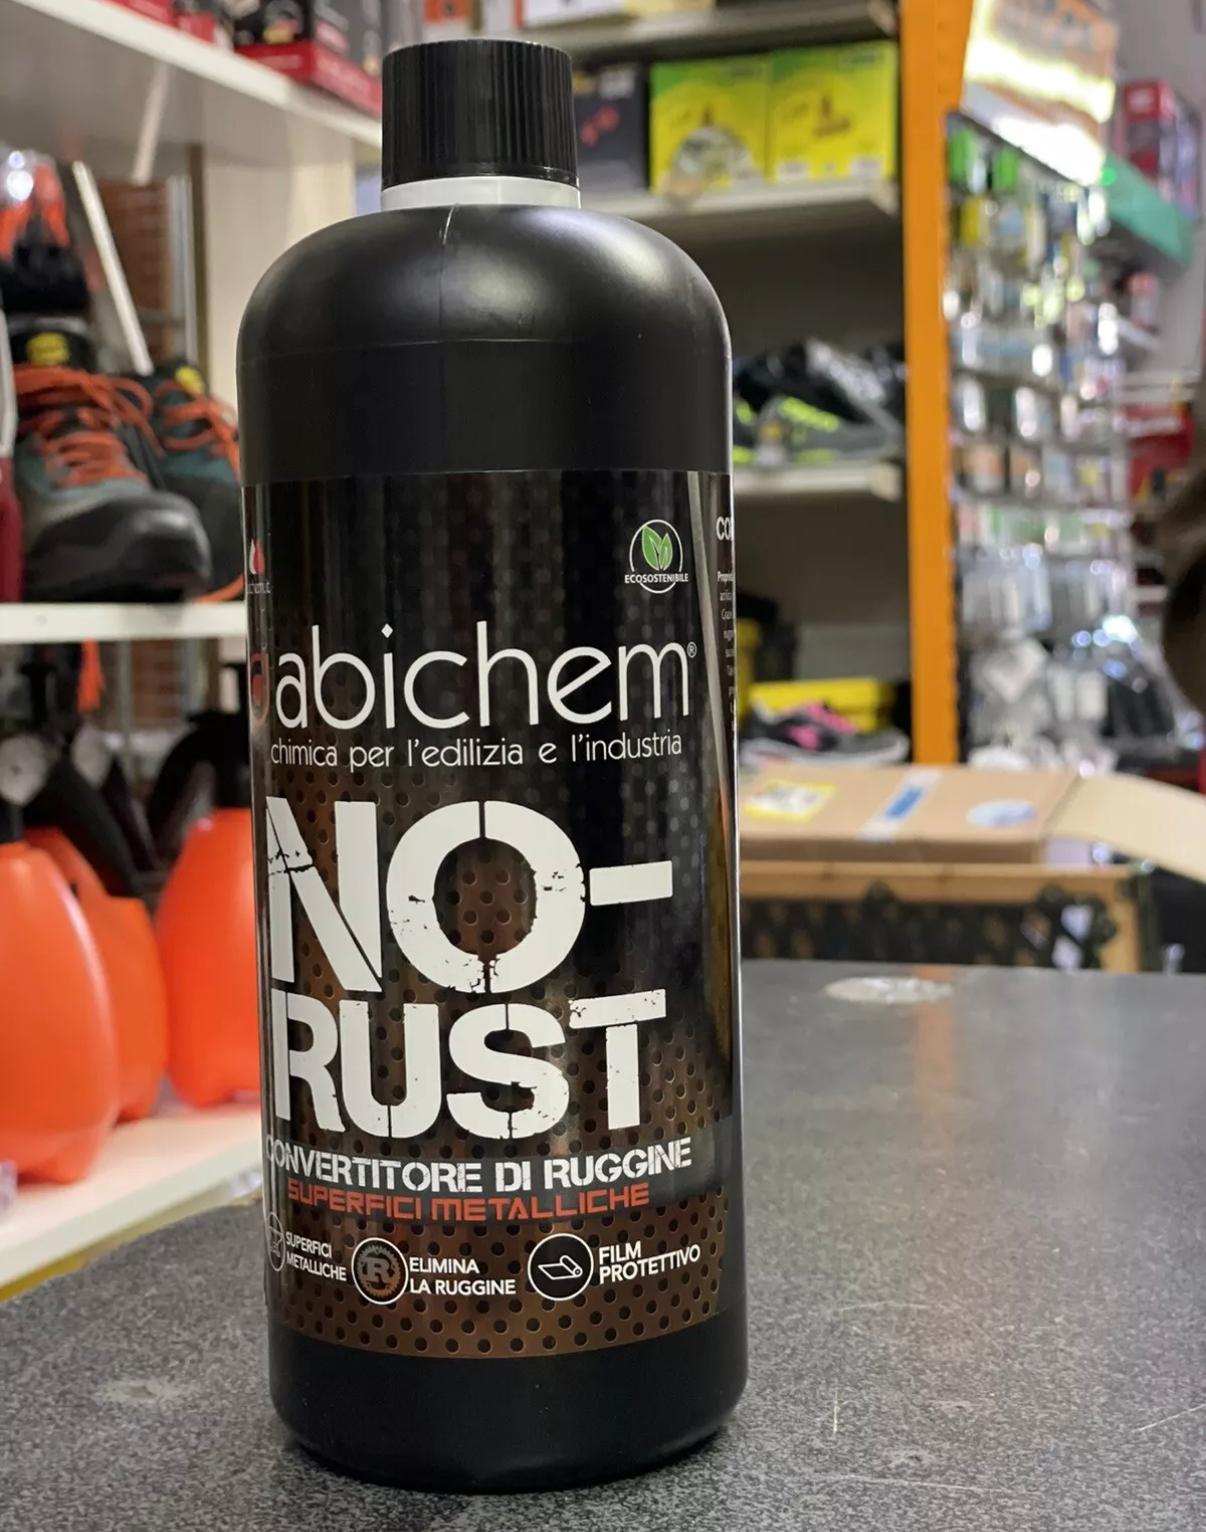 ECOSOSTENIBILE
abichem®
chimica per l'edilizia e l'industria
NO-
RUST
CONVERTITORE DI RUGGINE
SUPERFICI METALLICHE
SUPERFICI
METALLICHE
R
ELIMINA
LA RUGGINE
FILM
PROTETTIVO